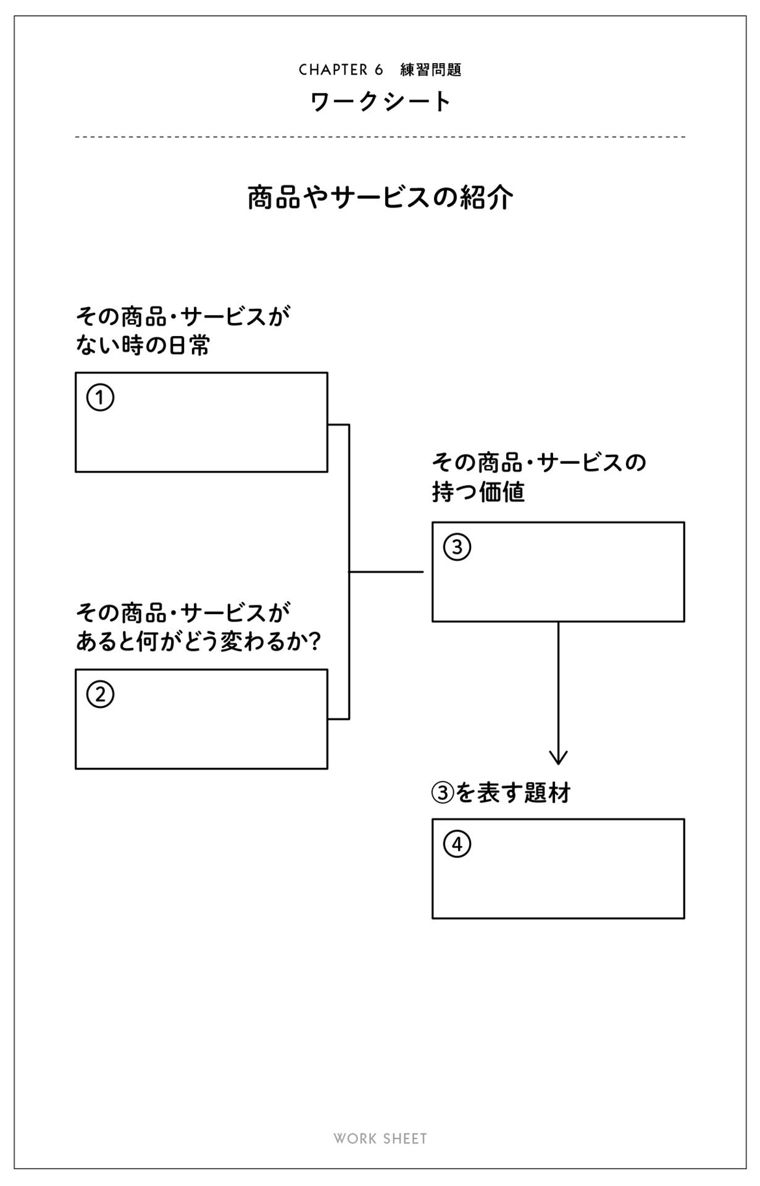 CHAPTER 6 練習問題
ワークシート
商品やサービスの紹介
その商品・サービスが
ない時の日常
①
その商品・サービスが
あると何がどう変わるか?
②
その商品・サービスの
持つ価値
③
③を表す題材
④
WORK SHEET